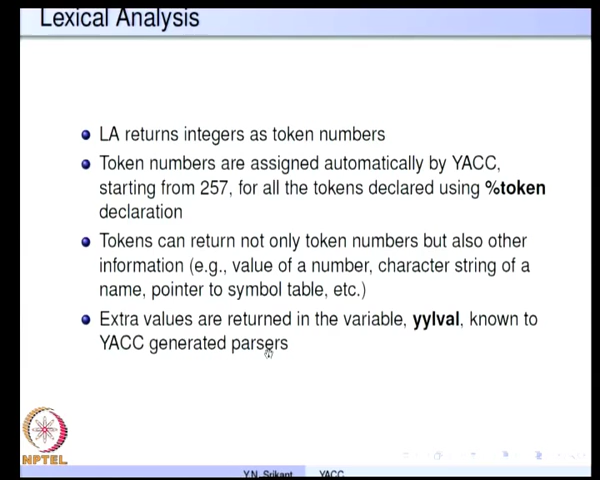 Lexical Analysis
LA returns integers as token numbers
Token numbers are assigned automatically by YACC,
starting from 257, for all the tokens declared using %token
declaration
Tokens can return not only token numbers but also other
information (e.g., value of a number, character string of a
name, pointer to symbol table, etc.)
Extra values are returned in the variable, yylval, known to
YACC generated parsers
NPTEL
Y.N. Srikant YACC